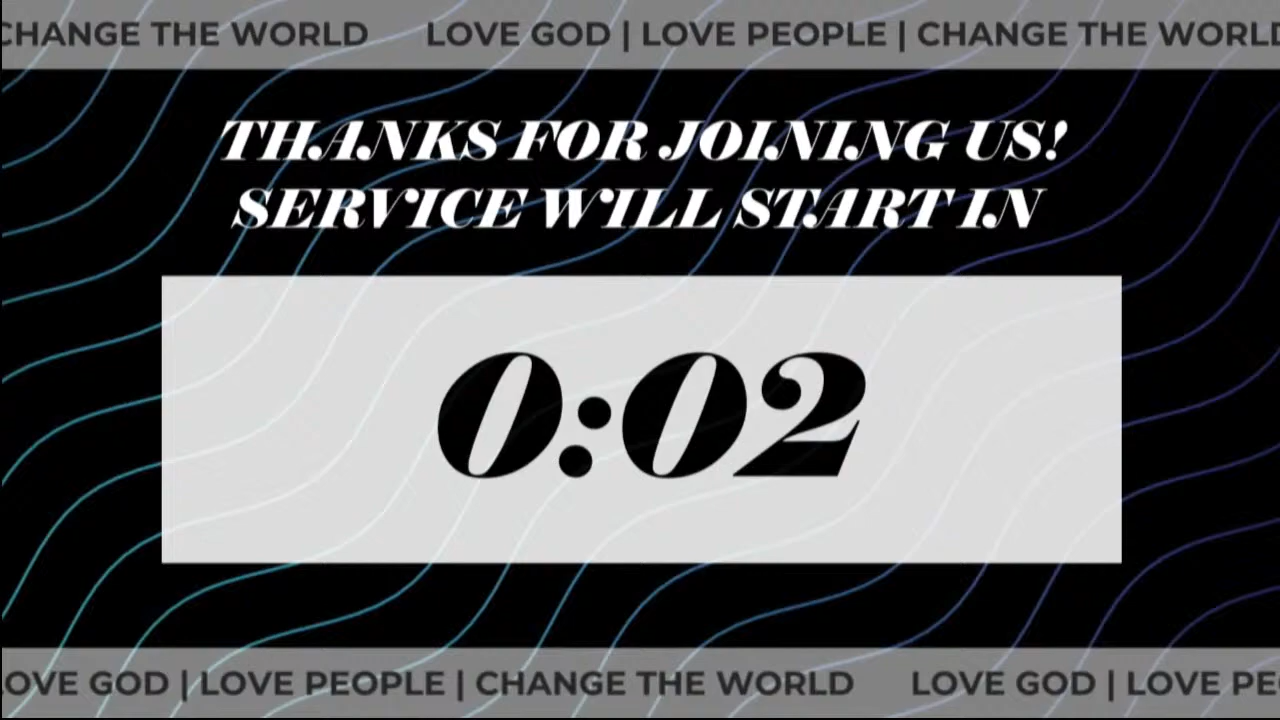 CHANGE THE WORLD LOVE GOD | LOVE PEOPLE | CHANGE THE WORLD
THANKS FOR JOINING US!
SERVICE WILL START IN
0:02
LOVE GOD | LOVE PEOPLE | CHANGE THE WORLD LOVE GOD | LOVE PE